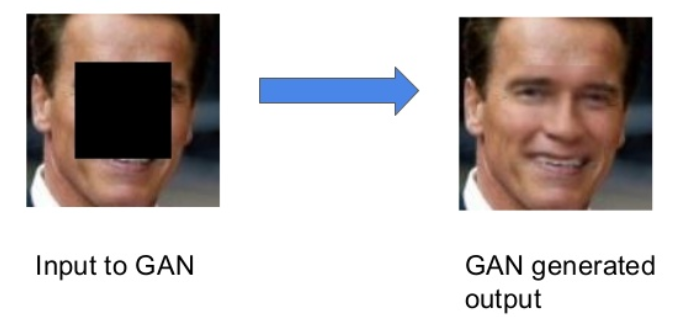 Input to GAN
GAN generated
output